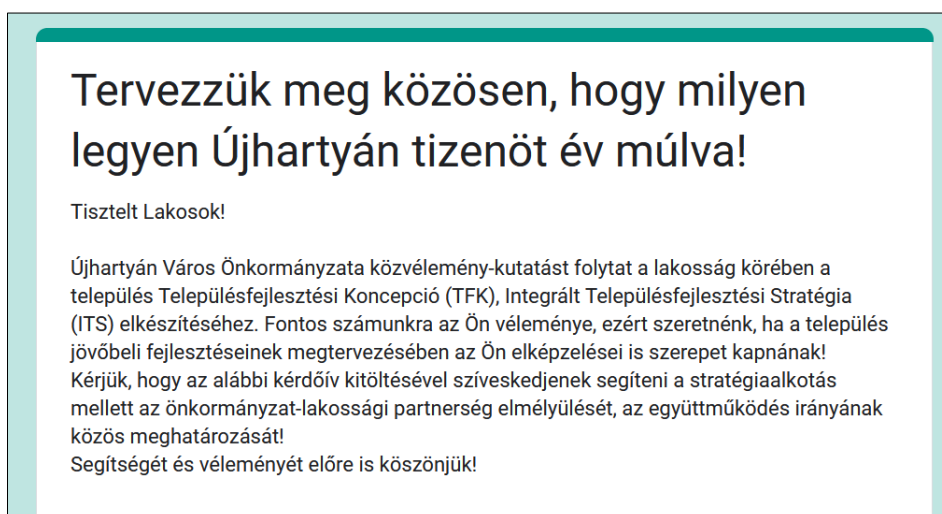 Tervezzük meg közösen, hogy milyen
legyen Újhartyán tizenöt év múlva!
Tisztelt Lakosok!
Újhartyán Város Önkormányzata közvélemény-kutatást folytat a lakosság körében a
település Településfejlesztési Koncepció (TFK), Integrált Településfejlesztési Stratégia
(ITS) elkészítéséhez. Fontos számunkra az Ön véleménye, ezért szeretnénk, ha a település
jövőbeli fejlesztéseinek megtervezésében az Ön elképzelései is szerepet kapnának!
Kérjük, hogy az alábbi kérdőív kitöltésével szíveskedjenek segíteni a stratégiaalkotás
mellett az önkormányzat-lakossági partnerség elmélyülését, az együttműködés irányának
közös meghatározását!
Segítségét és véleményét előre is köszönjük!